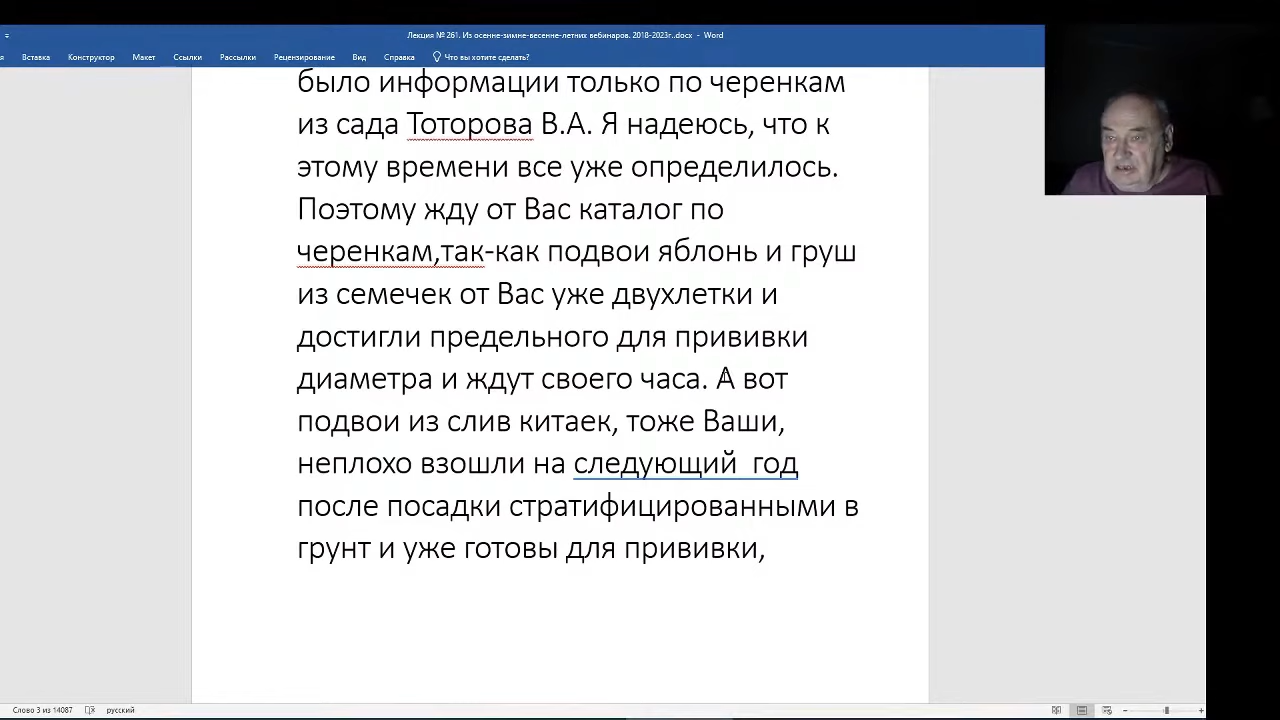 Лекция № 261. Из осенне-зимне-весенне-летних вебинаров. 2018-2023г..docx - Word
я Вставка Конструктор Макет Ссылки Рассылки Рецензирование Вид Справка Что вы хотите сделать?
было информации только по черенкам
из сада Тоторова В.А. Я надеюсь, что к
этому времени все уже определилось.
Поэтому жду от Вас каталог по
черенкам,так-как подвои яблонь и груш
из семечек от Вас уже двухлетки и
достигли предельного для прививки
диаметра и ждут своего часа. А вот
подвои из слив китаек, тоже Ваши,
неплохо взошли на следующий год
после посадки стратифицированными в
грунт и уже готовы для прививки,
Слово 3 из 14087 русский